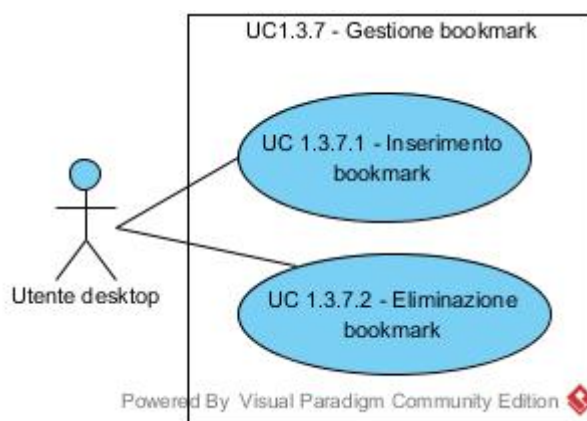 UC1.3.7 - Gestione bookmark
UC 1.3.7.1 - Inserimento
bookmark
Utente desktop
UC 1.3.7.2 - Eliminazione
bookmark
Powered By Visual Paradigm Community Edition